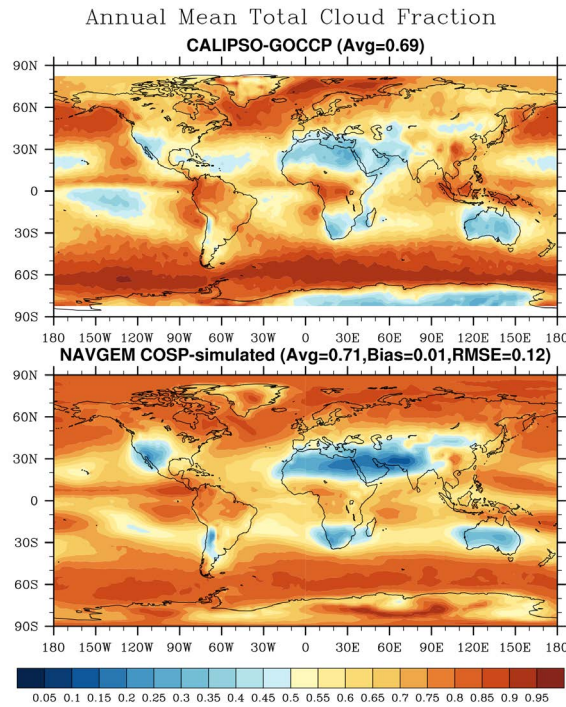 Annual Mean Total Cloud Fraction
CALIPSO-GOCCP (Avg=0.69)
90N
60N
30N
0
30S
60S
90S
180 150W 120W 90W 60W 30W 0 30E 60E 90E 120E 150E 180
NAVGEM COSP-simulated (Avg=0.71,Bias=0.01,RMSE=0.12)
90N
60N
30N
0
30S
60S
90S
180 150W 120W 90W 60W 30W 0 30E 60E 90E 120E 150E 180
0.05 0.1 0.15 0.2 0.25 0.3 0.35 0.4 0.45 0.5 0.55 0.6 0.65 0.7 0.75 0.8 0.85 0.9 0.95